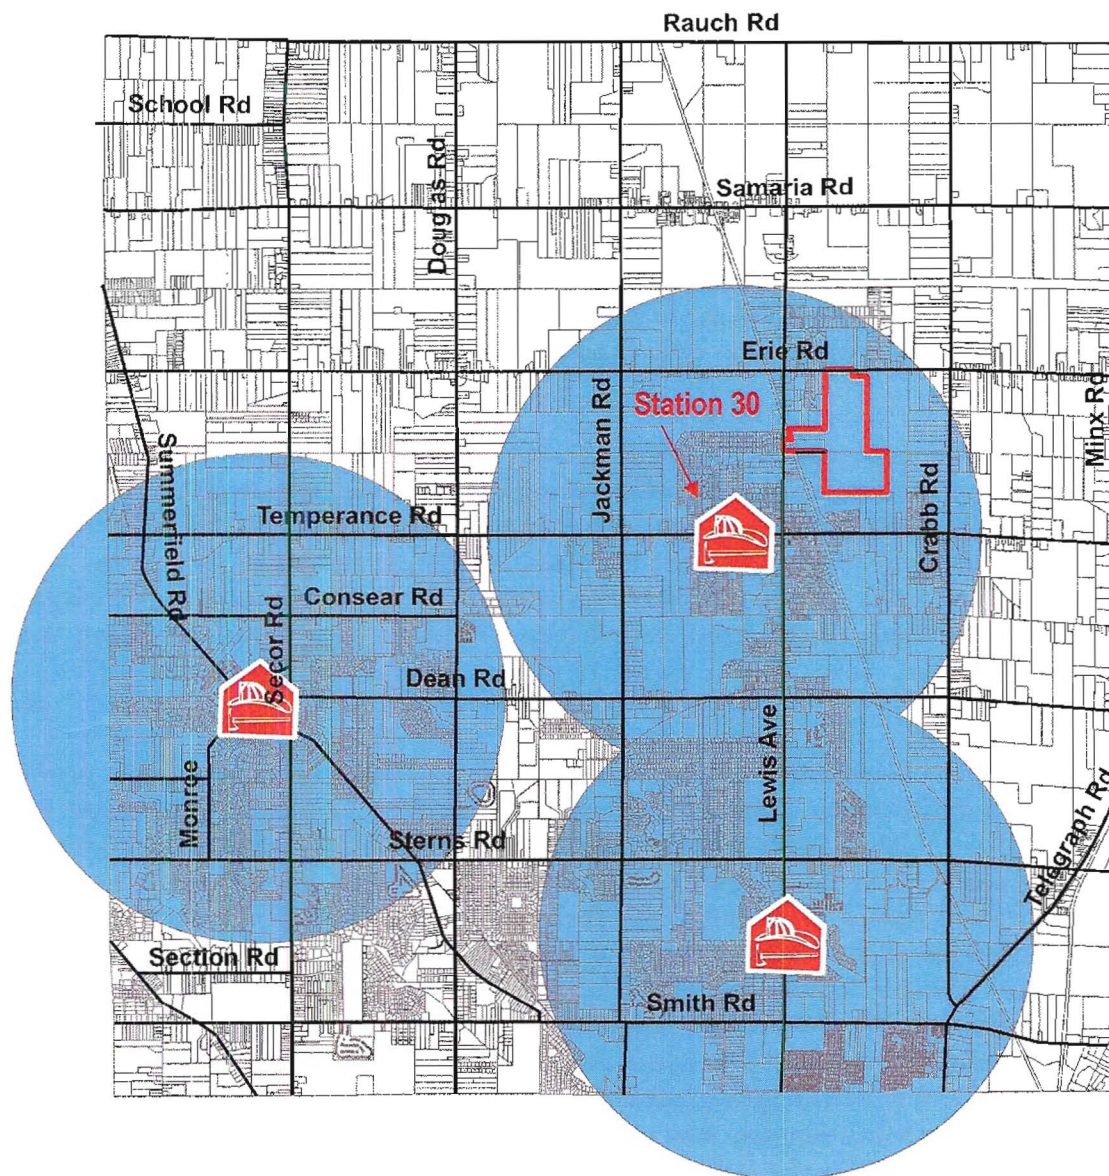 Rauch Rd
School Rd
Douglas Rd
Samaria Rd
Erie Rd
Station 30
Jackman Rd
Minx Rd
Summerfield Rd
Temperance Rd
Crabb Rd
Consear Rd
Secor Rd
Dean Rd
Lewis Ave
Monroe
Sterns Rd
Telegraph Rd
Section Rd
Smith Rd